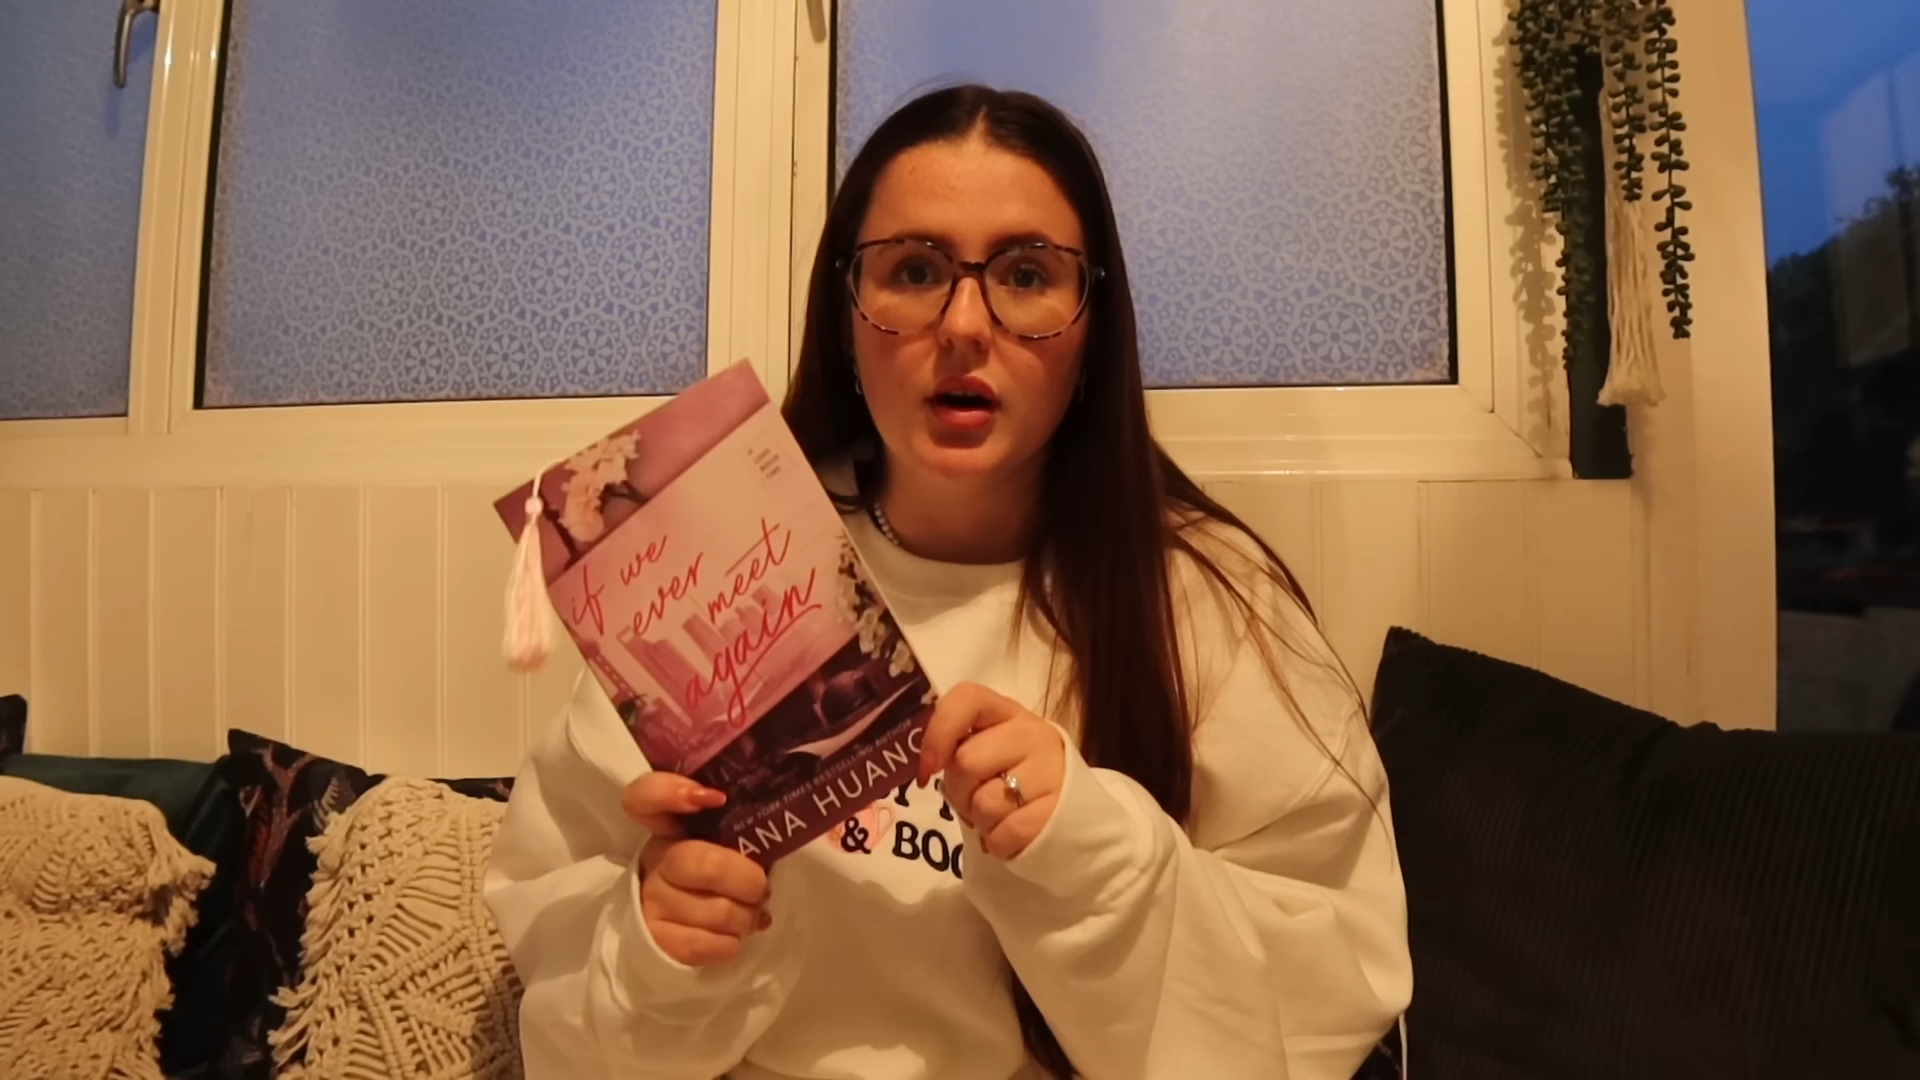 if we
ever meet
again
NEW YORK TIMES BESTSELLING AUTHOR
ANA HUANG
& BOO